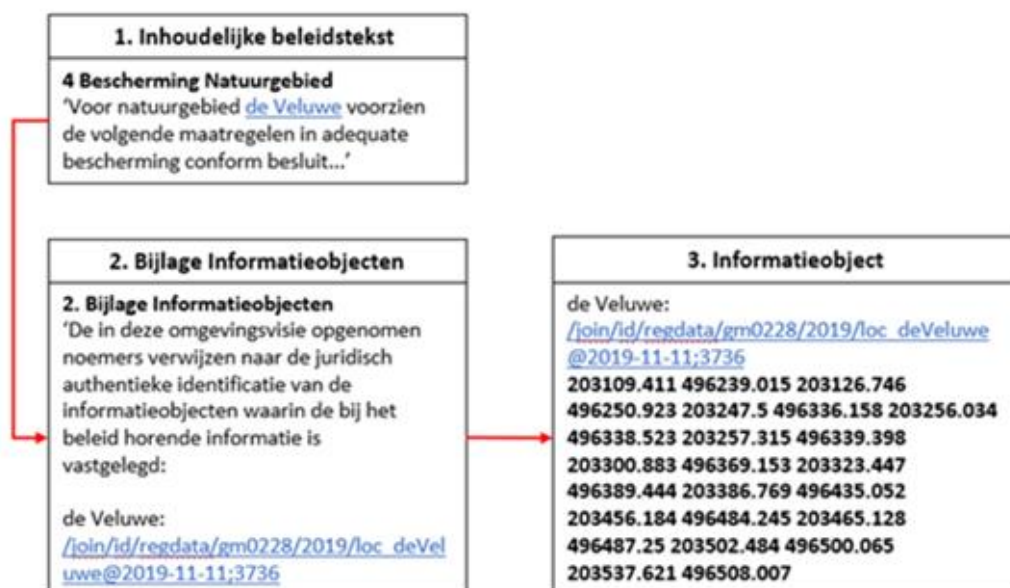 1. Inhoudelijke beleidstekst
4 Bescherming Natuurgebied
‘Voor natuurgebied de Veluwe voorzien
de volgende maatregelen in adequate
bescherming conform besluit...’
2. Bijlage Informatieobjecten
2. Bijlage Informatieobjecten
‘De in deze omgevingsvisie opgenomen
noemers verwijzen naar de juridisch
authentieke identificatie van de
informatieobjecten waarin de bij het
beleid horende informatie is
vastgelegd:
de Veluwe:
/join/id/regdata/gm0228/2019/loc_deVel
uwe@2019-11-11;3736
3. Informatieobject
de Veluwe:
/join/id/regdata/gm0228/2019/loc_deVeluwe
@2019-11-11;3736
203109.411 496239.015 203126.746
496250.923 203247.5 496336.158 203256.034
496338.523 203257.315 496339.398
203300.883 496369.153 203323.447
496389.444 203386.769 496435.052
203456.184 496484.245 203465.128
496487.25 203502.484 496500.065
203537.621 496508.007